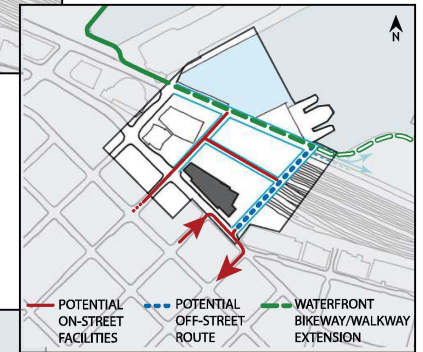 N
POTENTIAL
ON-STREET
FACILITIES
POTENTIAL
OFF-STREET
ROUTE
WATERFRONT
BIKEWAY/WALKWAY
EXTENSION